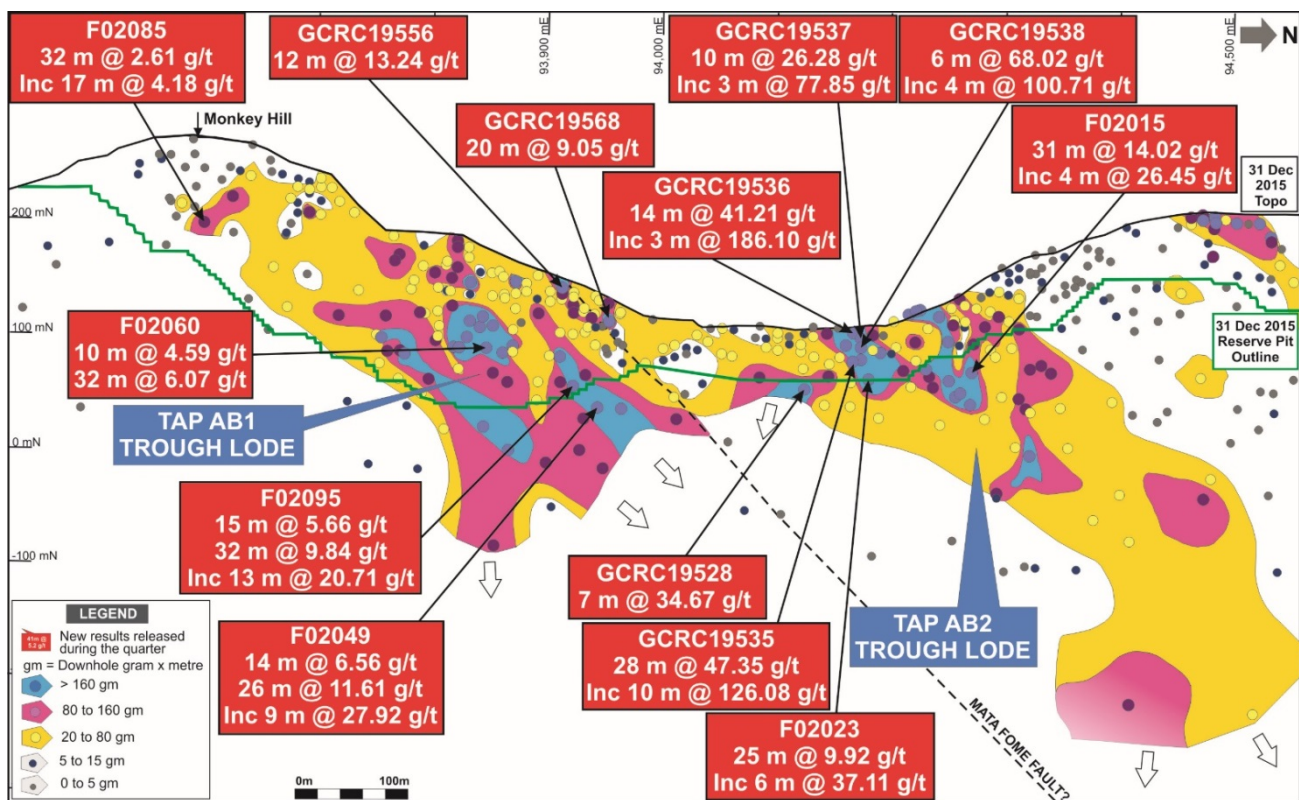 F02085
32 m @ 2.61 g/t
Inc 17 m @ 4.18 g/t
GCRC19556
12 m @ 13.24 g/t
93,900 mE
94,000 mE
GCRC19537
10 m @ 26.28 g/t
Inc 3 m @ 77.85 g/t
GCRC19538
6 m @ 68.02 g/t
Inc 4 m @ 100.71 g/t
94,500 mE
N
Monkey Hill
GCRC19568
20 m @ 9.05 g/t
F02015
31 m @ 14.02 g/t
Inc 4 m @ 26.45 g/t
GCRC19536
14 m @ 41.21 g/t
Inc 3 m @ 186.10 g/t
31 Dec
2015
Topo
200 mN
100 mN
F02060
10 m @ 4.59 g/t
32 m @ 6.07 g/t
31 Dec 2015
Reserve Pit
Outline
TAP AB1
TROUGH LODE
0 mN
F02095
15 m @ 5.66 g/t
32 m @ 9.84 g/t
Inc 13 m @ 20.71 g/t
-100 mN
GCRC19528
7 m @ 34.67 g/t
TAP AB2
TROUGH LODE
F02049
14 m @ 6.56 g/t
26 m @ 11.61 g/t
Inc 9 m @ 27.92 g/t
GCRC19535
28 m @ 47.35 g/t
Inc 10 m @ 126.08 g/t
F02023
25 m @ 9.92 g/t
Inc 6 m @ 37.11 g/t
MATA FOME FAULT?
LEGEND
41m @
5.2 g/t
New results released
during the quarter
gm = Downhole gram x metre
> 160 gm
80 to 160 gm
20 to 80 gm
5 to 15 gm
0 to 5 gm
0m
100m